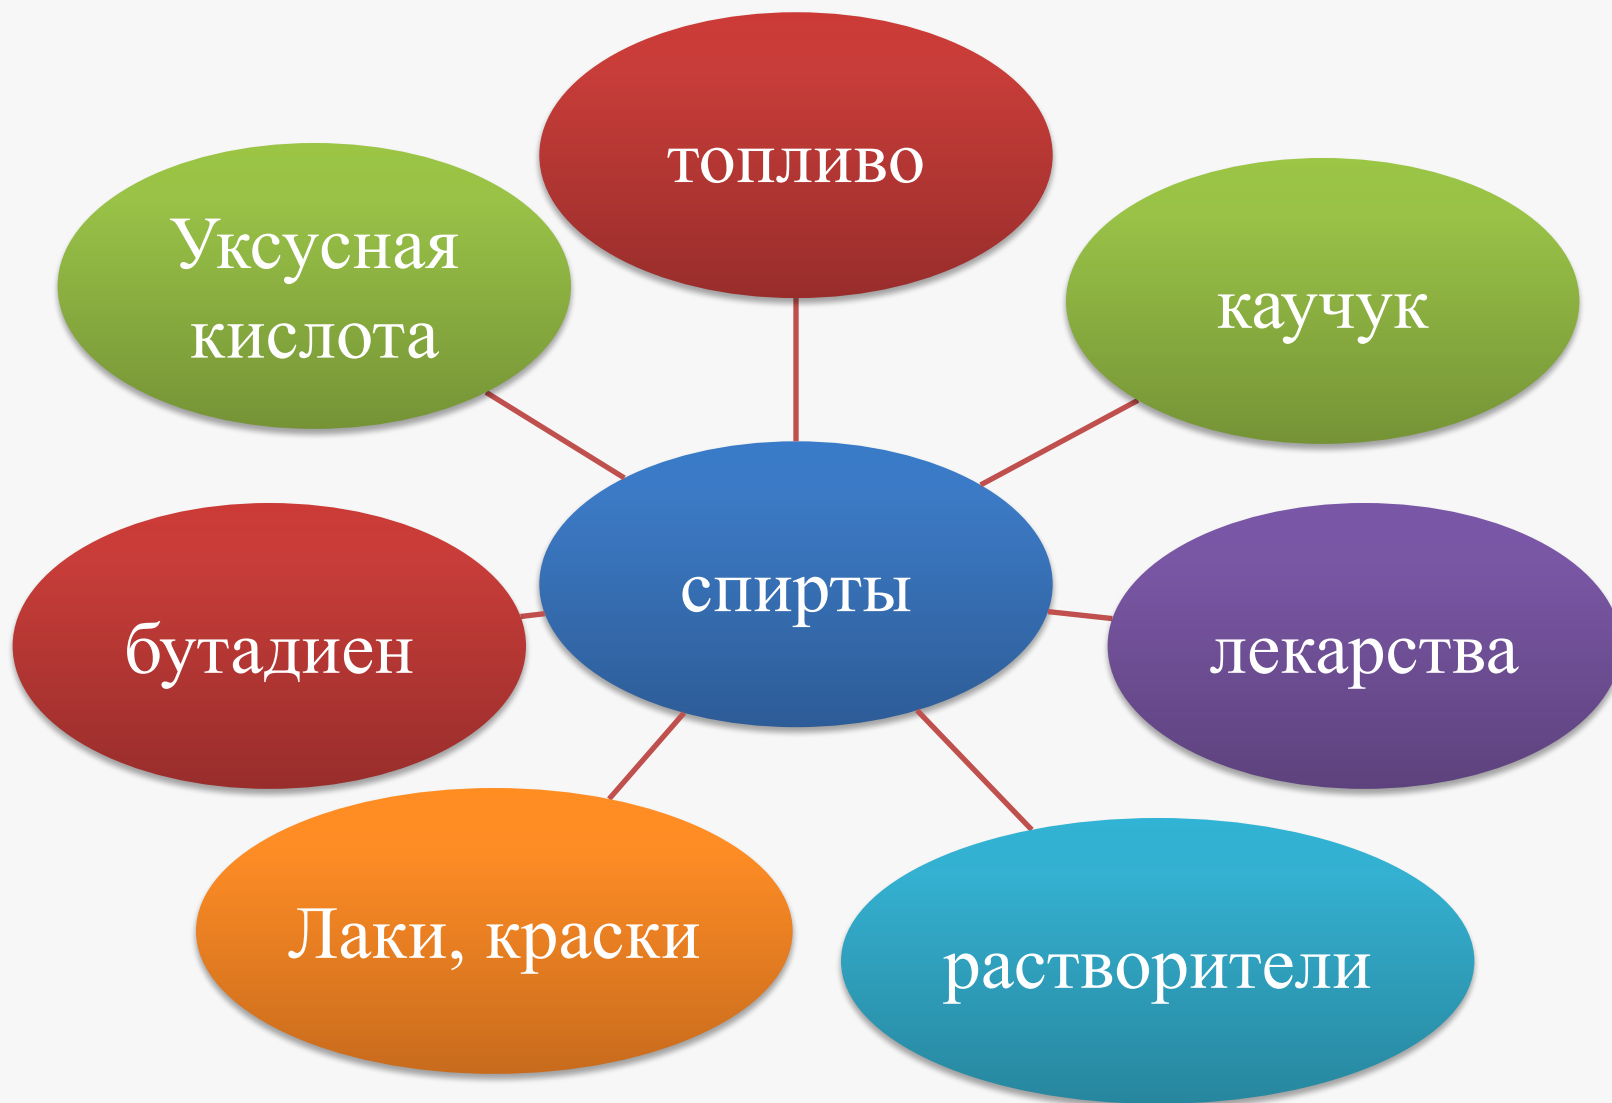 топливо
Уксусная
кислота
каучук
спирты
бутадиен
лекарства
Лаки, краски
растворители